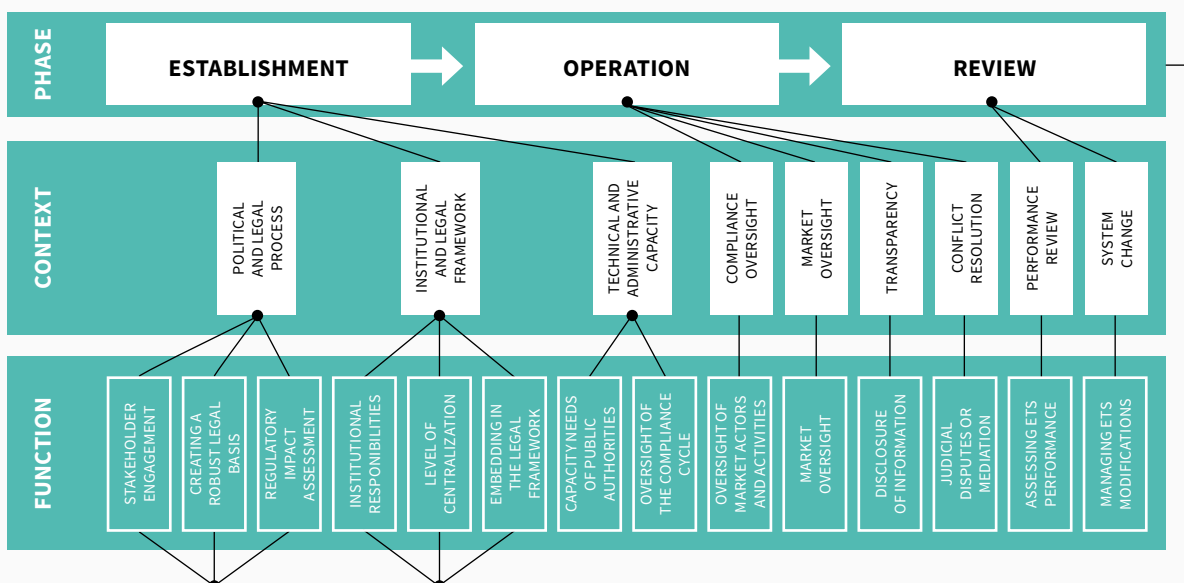 PHASE
ESTABLISHMENT
OPERATION
REVIEW
CONTEXT
POLITICAL
AND LEGAL
PROCESS
INSTITUTIONAL
AND LEGAL
FRAMEWORK
TECHNICAL AND
ADMINISTRATIVE
CAPACITY
COMPLIANCE
OVERSIGHT
MARKET
OVERSIGHT
TRANSPARENCY
CONFLICT
RESOLUTION
PERFORMANCE
REVIEW
SYSTEM
CHANGE
FUNCTION
STAKEHOLDER
ENGAGEMENT
CREATING A
ROBUST LEGAL
BASIS
REGULATORY
IMPACT
ASSESSMENT
INSTITUTIONAL
RESPONIBILITIES
LEVEL OF
CENTRALIZATION
EMBEDDING IN
THE LEGAL
FRAMEWORK
CAPACITY NEEDS
OF PUBLIC
AUTHORITIES
OVERSIGHT OF
THE COMPLIANCE
CYCLE
OVERSIGHT OF
MARKET ACTORS
AND ACTIVITIES
MARKET
OVERSIGHT
DISCLOSURE
OF INFORMATION
JUDICIAL
DISPUTES OR
MEDIATION
ASSESSING ETS
PERFORMANCE
MANAGING ETS
MODIFICATIONS